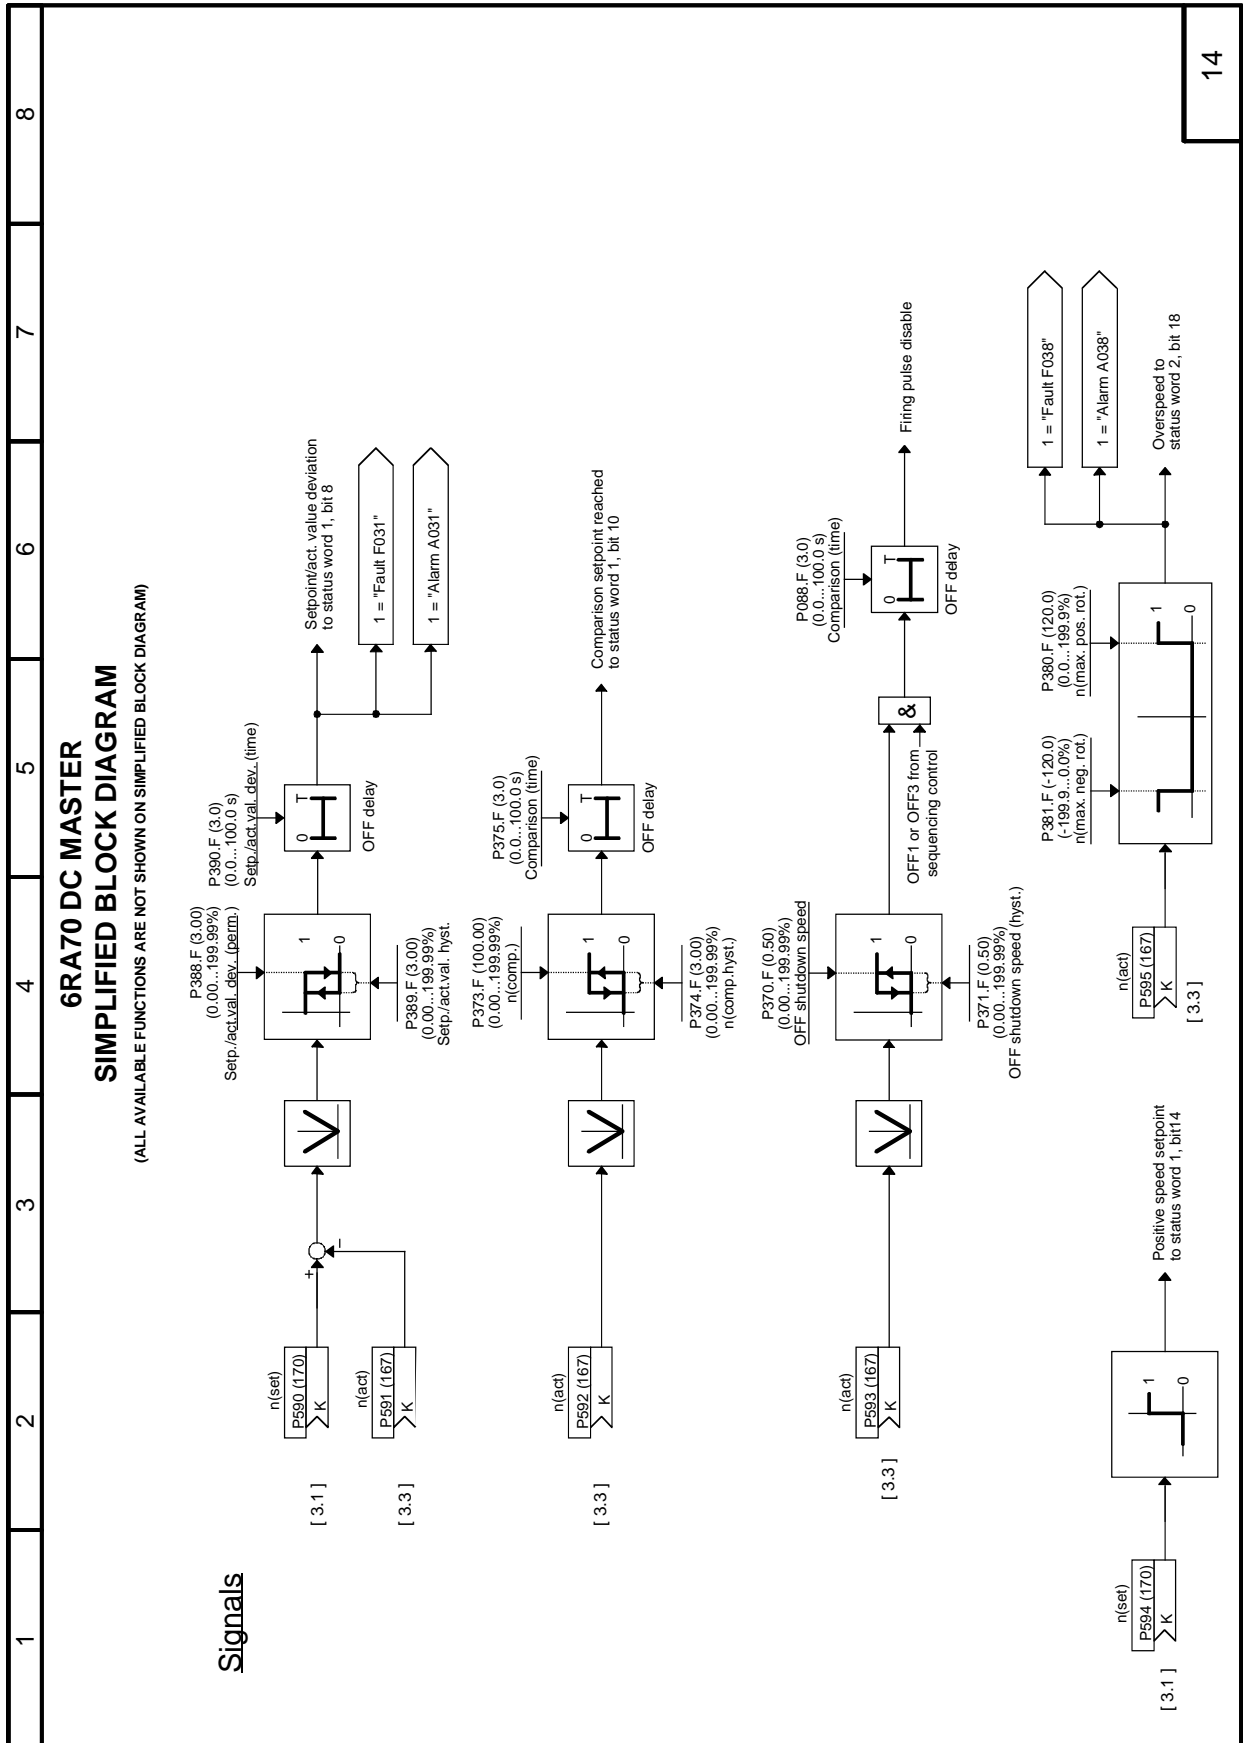 1 2 3 4 5 6 7 8
6RA70 DC MASTER
SIMPLIFIED BLOCK DIAGRAM
(ALL AVAILABLE FUNCTIONS ARE NOT SHOWN ON SIMPLIFIED BLOCK DIAGRAM)
Signals
P388.F (3.00)
(0.00...199.99%)
Setp./act.val. dev. (perm.)
P390.F (3.0)
(0.0...100.0 s)
Setp./act.val. dev. (time)
[ 3.1 ]
n(set)
P590 (170)
K
+
−
1
0
0 T
OFF delay
Setpoint/act. value deviation
to status word 1, bit 8
[ 3.3 ]
n(act)
P591 (167)
K
P389.F (3.00)
(0.00...199.99%)
Setp./act.val. hyst.
1 = "Fault F031"
1 = "Alarm A031"
P373.F (100.00)
(0.00...199.99%)
n(comp.)
P375.F (3.0)
(0.0...100.0 s)
Comparison (time)
[ 3.3 ]
n(act)
P592 (167)
K
1
0
0 T
OFF delay
Comparison setpoint reached
to status word 1, bit 10
P374.F (3.00)
(0.00...199.99%)
n(comp.hyst.)
P370.F (0.50)
(0.00...199.99%)
OFF shutdown speed
P088.F (3.0)
(0.0...100.0 s)
Comparison (time)
[ 3.3 ]
n(act)
P593 (167)
K
1
0
&
0 T
OFF delay
Firing pulse disable
OFF1 or OFF3 from
sequencing control
P371.F (0.50)
(0.00...199.99%)
OFF shutdown speed (hyst.)
P381.F (-120.0)
(-199.9...0.0%)
n(max. neg. rot.)
P380.F (120.0)
(0.0...199.9%)
n(max. pos. rot.)
1 = "Fault F038"
1 = "Alarm A038"
[ 3.1 ]
n(set)
P594 (170)
K
1
0
Positive speed setpoint
to status word 1, bit14
n(act)
P595 (167)
K
[ 3.3 ]
1
0
Overspeed to
status word 2, bit 18
14